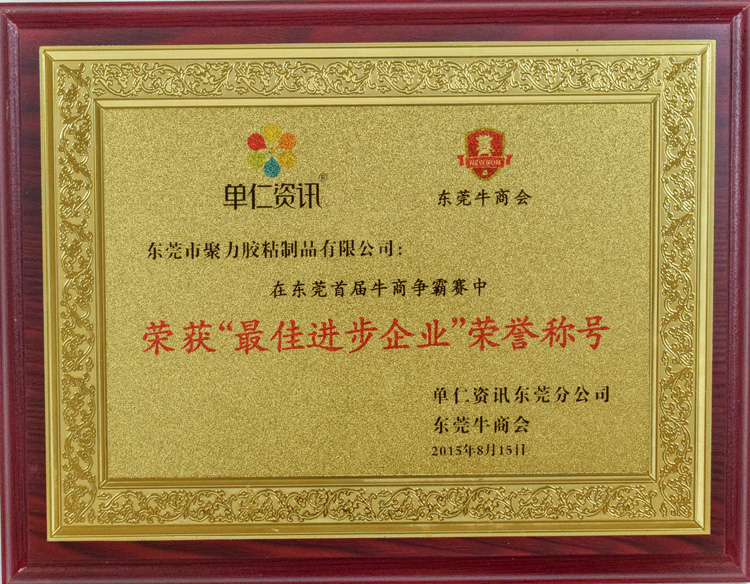 单仁资讯®
NEW BUN
东莞牛商会
东莞市聚力胶粘制品有限公司：
在东莞首届牛商争霸赛中
荣获“最佳进步企业”荣誉称号
单仁资讯东莞分公司
东莞牛商会
2015年8月15日